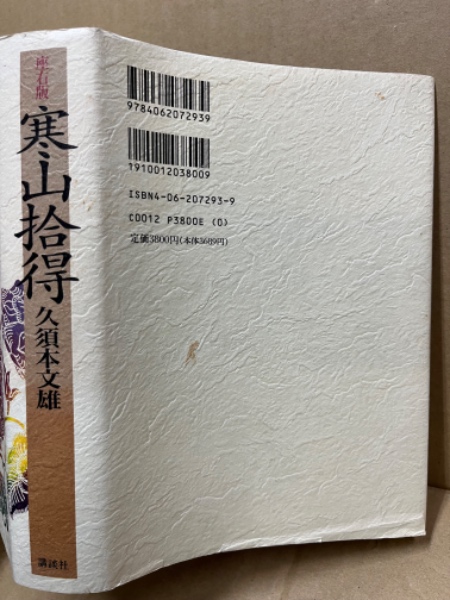 座右版
寒山拾得
久須本文雄
講談社
9784062072939
1910012038009
ISBN4-06-207293-9
C0012 P3800E (0)
定価3800円(本体3689円)